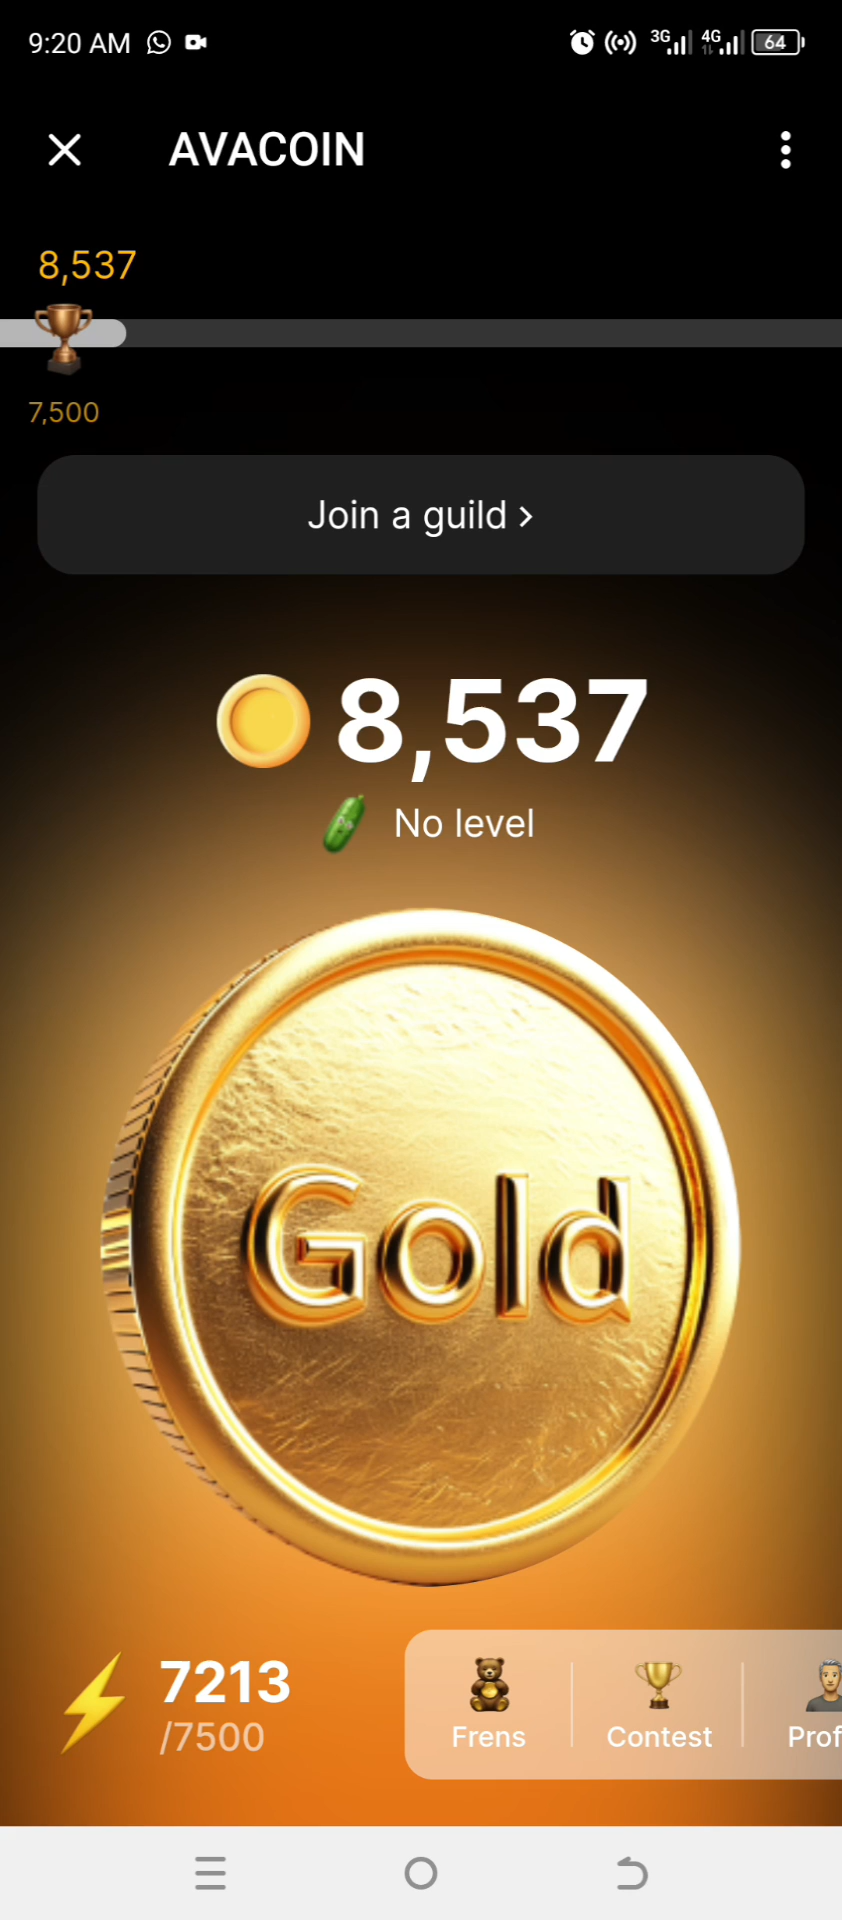 9:20 AM
3G 4G 64
AVACOIN
8,537
7,500
Join a guild >
8,537
No level
Gold
7213
/7500
Frens
Contest
Prof